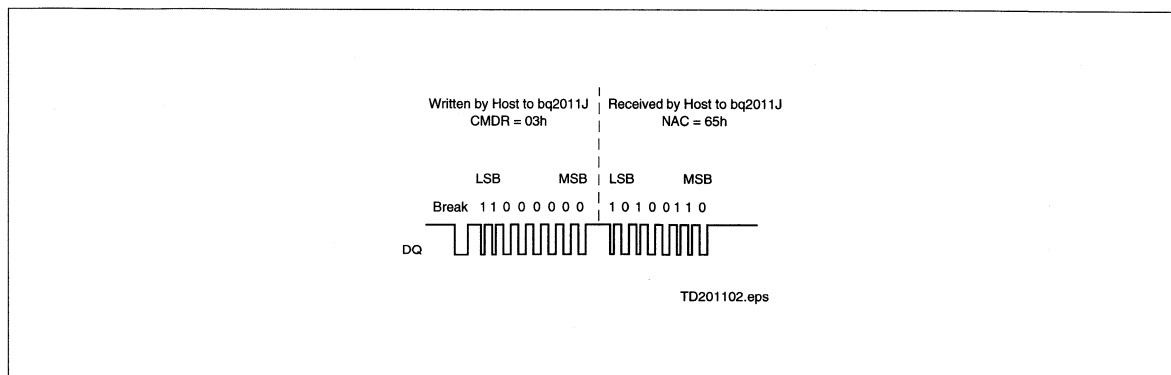 Written by Host to bq2011J
CMDR = 03h
Received by Host to bq2011J
NAC = 65h
LSB MSB LSB MSB
Break 1 1 0 0 0 0 0 0 1 0 1 0 0 1 1 0
DQ
TD201102.eps